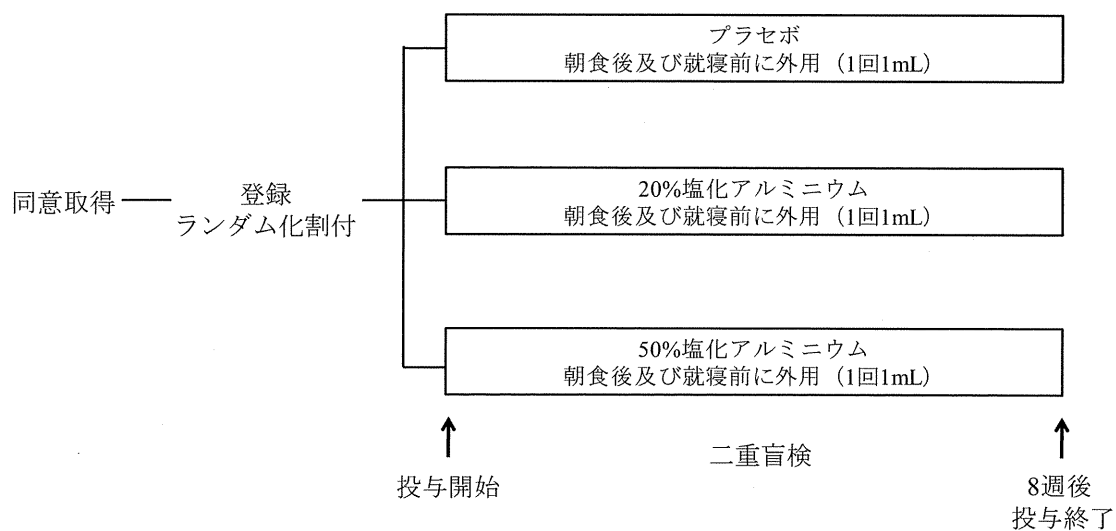 プラセボ
朝食後及び就寝前に外用（1回1mL）
同意取得
登録
ランダム化割付
20%塩化アルミニウム
朝食後及び就寝前に外用（1回1mL）
50%塩化アルミニウム
朝食後及び就寝前に外用（1回1mL）
投与開始
二重盲検
8週後
投与終了